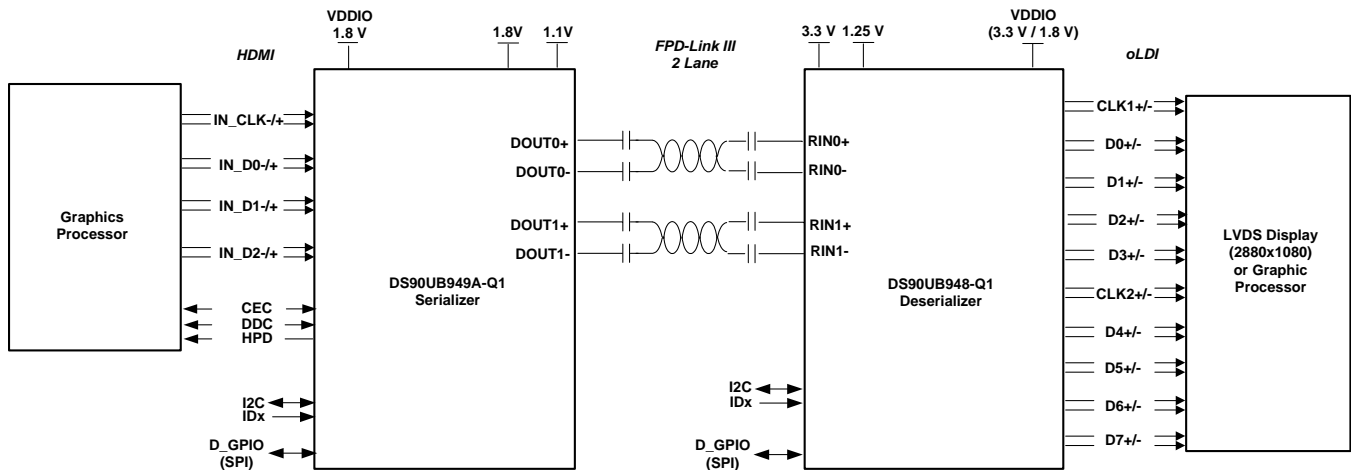 VDDIO
1.8 V
1.8V
1.1V
3.3 V
1.25 V
VDDIO
(3.3 V / 1.8 V)
HDMI
FPD-Link III
2 Lane
oLDI
Graphics
Processor
IN_CLK-/+
IN_D0-/+
IN_D1-/+
IN_D2-/+
CEC
DDC
HPD
I2C
IDx
D_GPIO
(SPI)
DS90UB949A-Q1
Serializer
DOUT0+
DOUT0-
DOUT1+
DOUT1-
RIN0+
RIN0-
RIN1+
RIN1-
DS90UB948-Q1
Deserializer
I2C
IDx
D_GPIO
(SPI)
CLK1+/-
D0+/-
D1+/-
D2+/-
D3+/-
CLK2+/-
D4+/-
D5+/-
D6+/-
D7+/-
LVDS Display
(2880x1080)
or Graphic
Processor